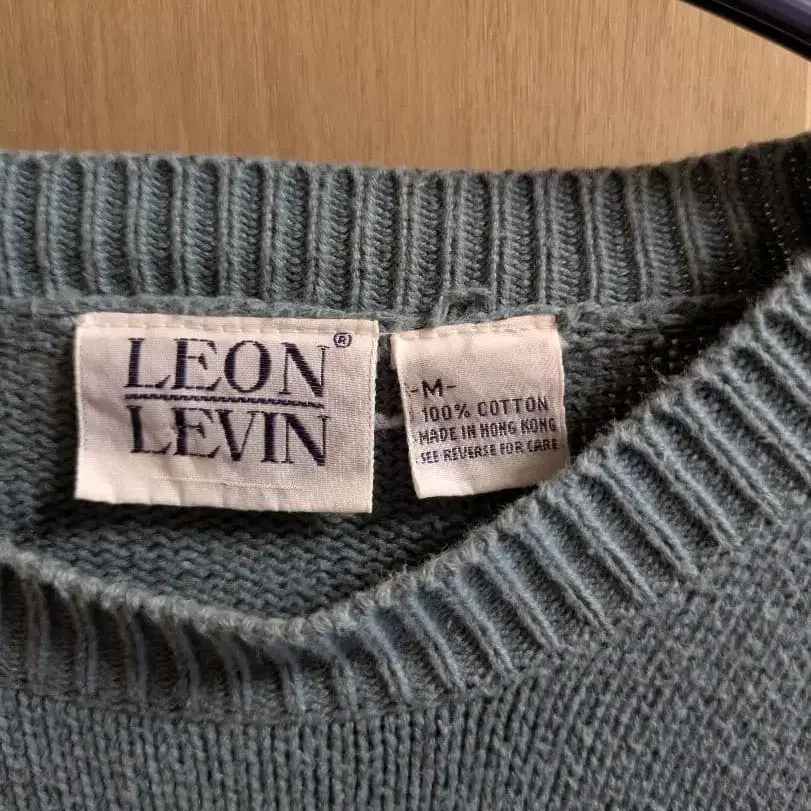 LEON®
LEVIN
-M-
100% COTTON
MADE IN HONG KONG
SEE REVERSE FOR CARE